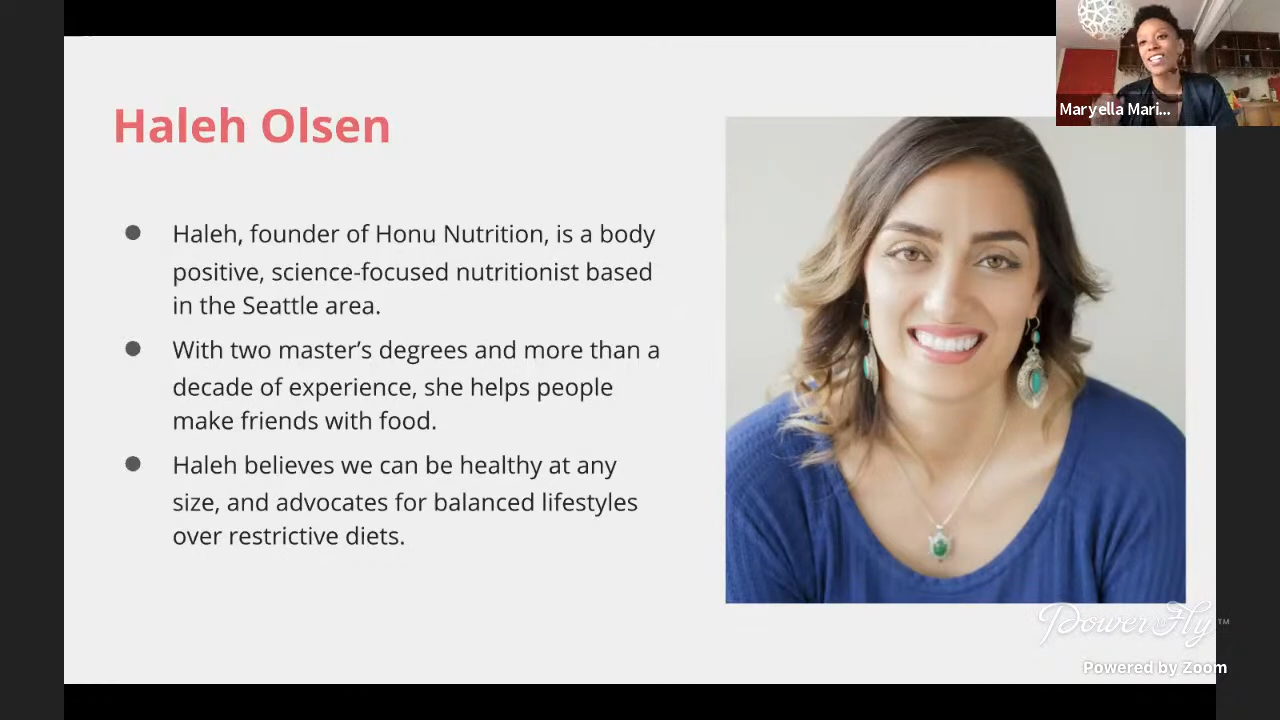 Haleh Olsen
Maryella Mari...
● Haleh, founder of Honu Nutrition, is a body
positive, science-focused nutritionist based
in the Seattle area.
● With two master’s degrees and more than a
decade of experience, she helps people
make friends with food.
● Haleh believes we can be healthy at any
size, and advocates for balanced lifestyles
over restrictive diets.
Power to Fly™
Powered by Zoom